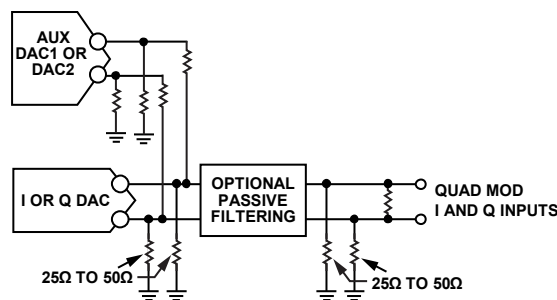 AUX
DAC1 OR
DAC2
I OR Q DAC
OPTIONAL
PASSIVE
FILTERING
QUAD MOD
I AND Q INPUTS
25Ω TO 50Ω
25Ω TO 50Ω